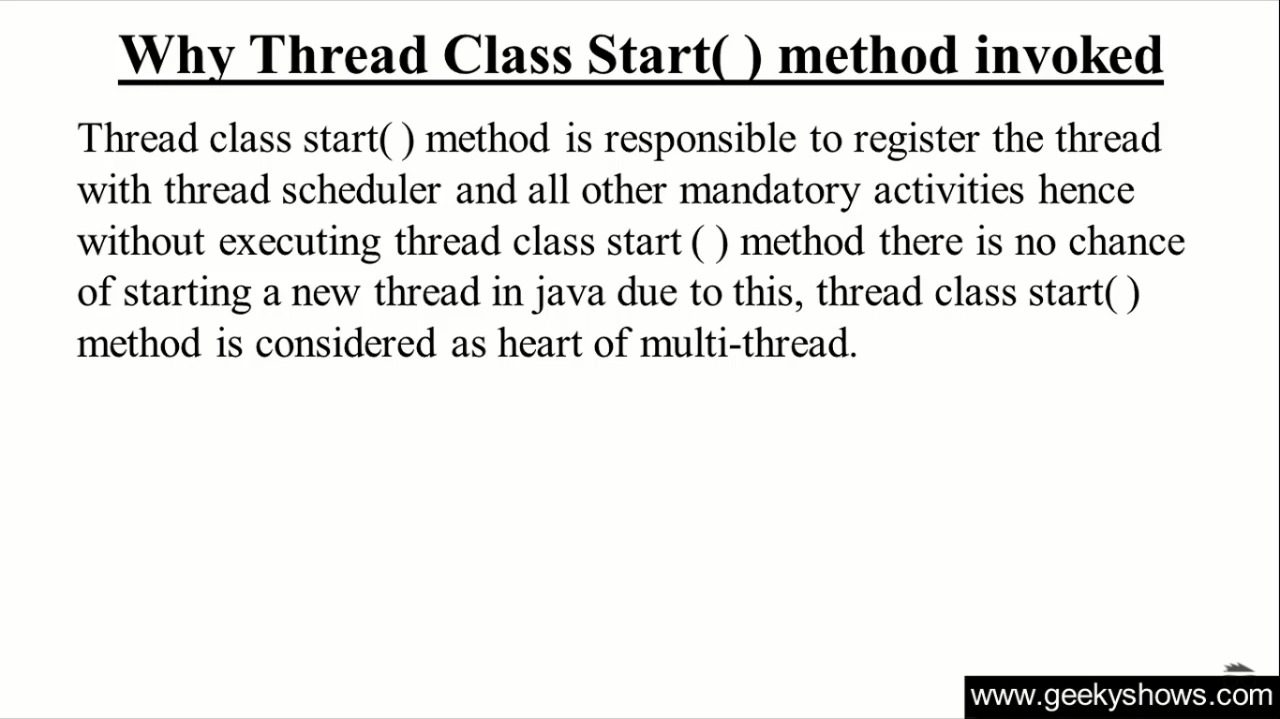 Why Thread Class Start( ) method invoked
Thread class start( ) method is responsible to register the thread
with thread scheduler and all other mandatory activities hence
without executing thread class start ( ) method there is no chance
of starting a new thread in java due to this, thread class start( )
method is considered as heart of multi-thread.
www.geekyshows.com